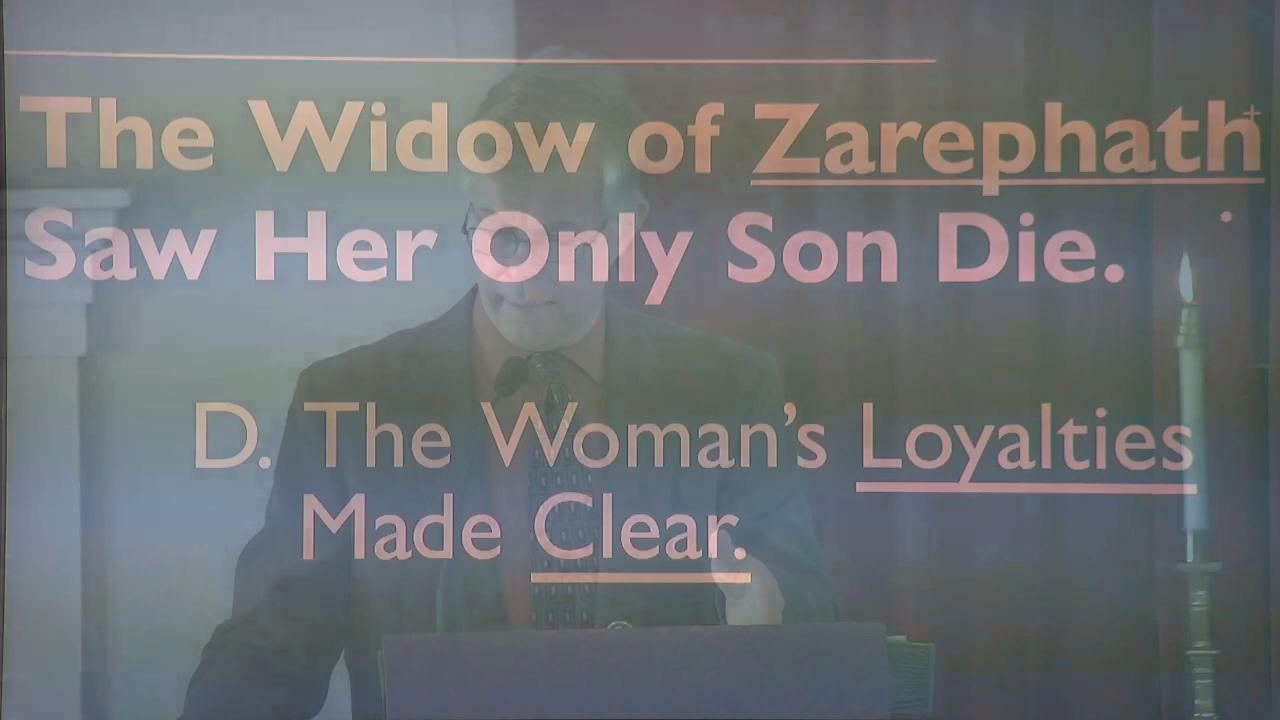 The Widow of Zarephath
Saw Her Only Son Die.
D. The Woman's Loyalties
Made Clear.